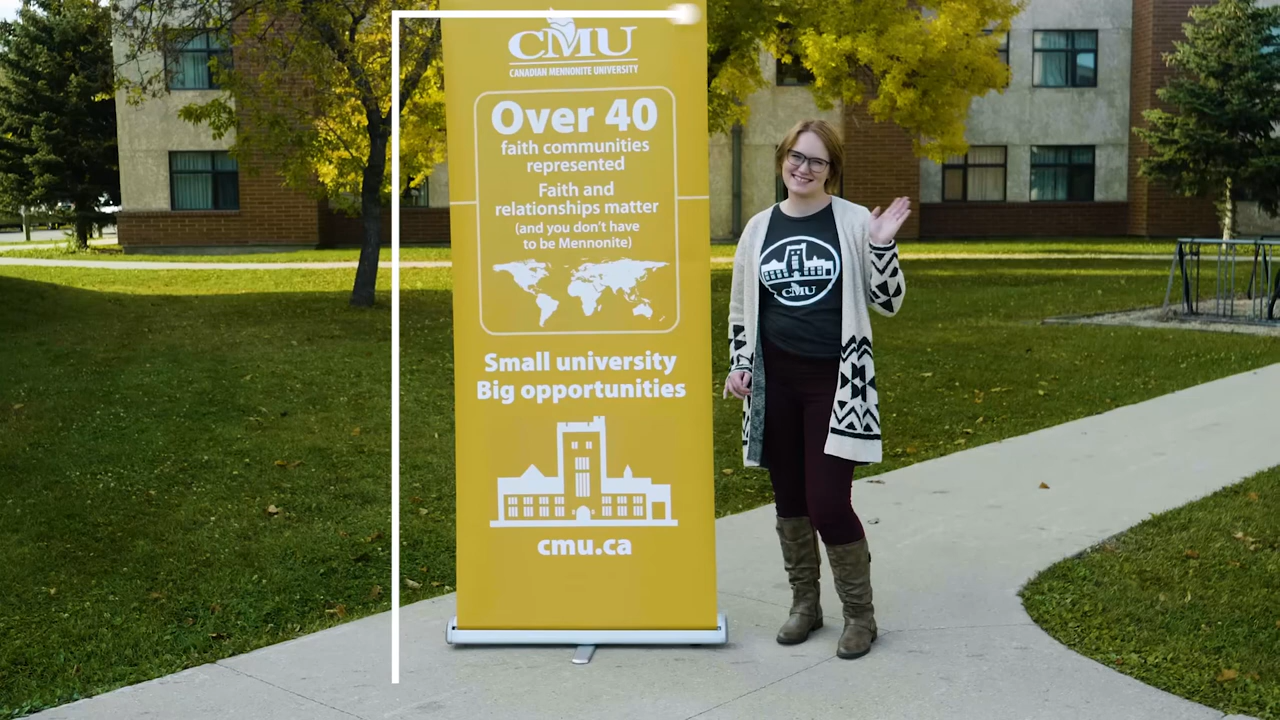 CMU
CANADIAN MENNONITE UNIVERSITY
Over 40
faith communities
represented
Faith and
relationships matter
(and you don't have
to be Mennonite)
Small university
Big opportunities
cmu.ca
CMU